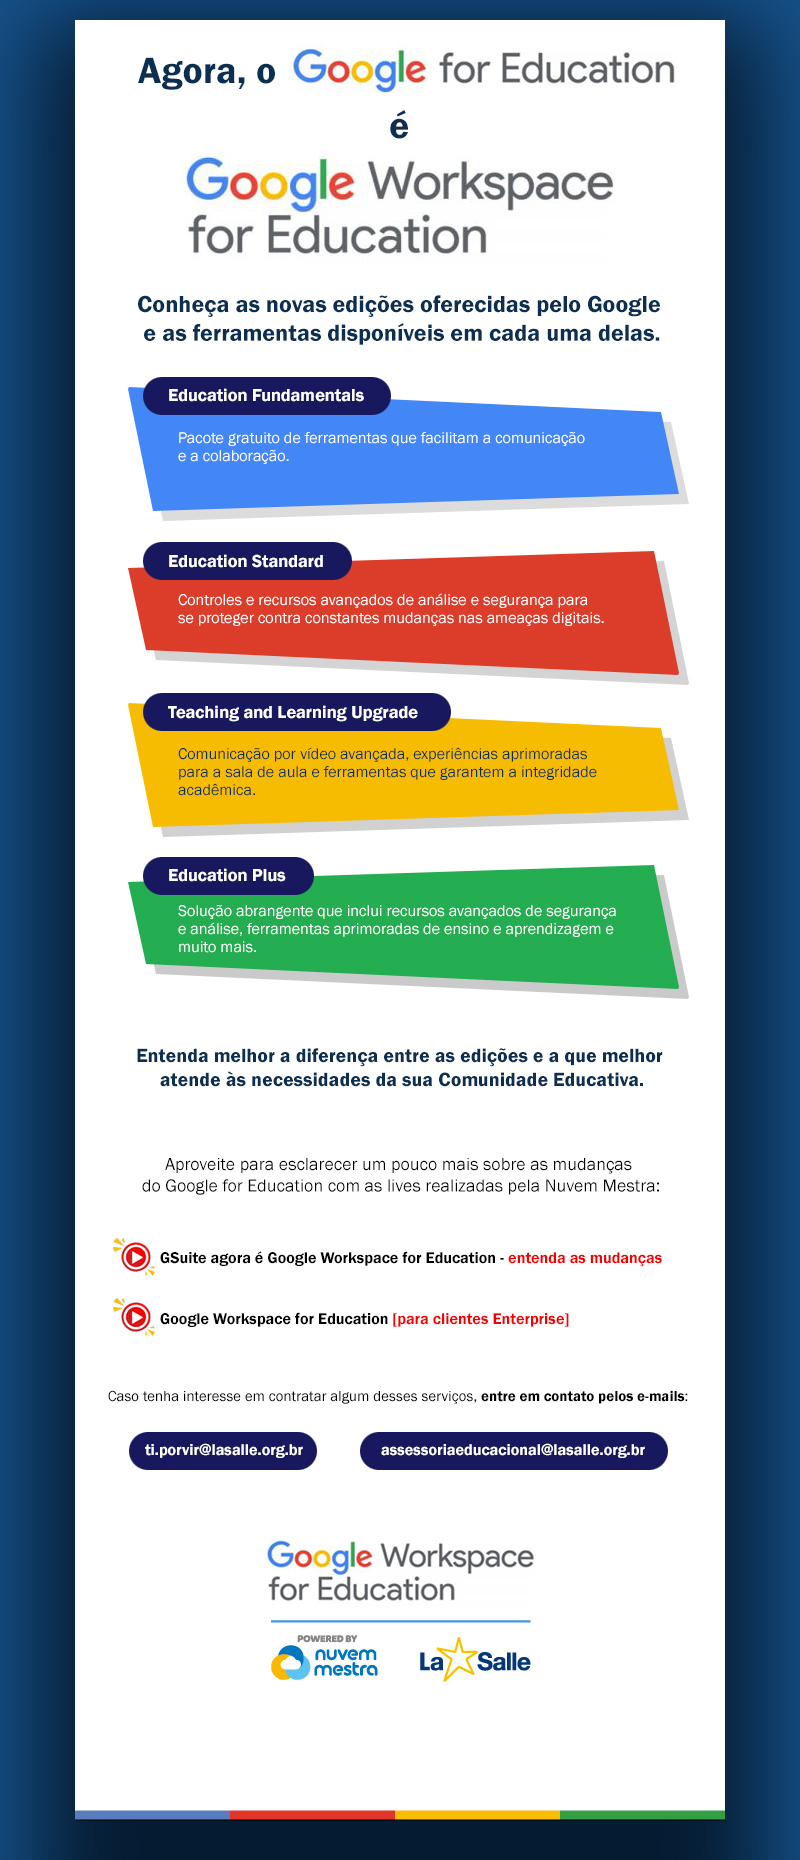 Agora, o Google for Education
é
Google Workspace
for Education
Conheça as novas edições oferecidas pelo Google
e as ferramentas disponíveis em cada uma delas.
Education Fundamentals
Pacote gratuito de ferramentas que facilitam a comunicação
e a colaboração.
Education Standard
Controles e recursos avançados de análise e segurança para
se proteger contra constantes mudanças nas ameaças digitais.
Teaching and Learning Upgrade
Comunicação por vídeo avançada, experiências aprimoradas
para a sala de aula e ferramentas que garantem a integridade
acadêmica.
Education Plus
Solução abrangente que inclui recursos avançados de segurança
e análise, ferramentas aprimoradas de ensino e aprendizagem e
muito mais.
Entenda melhor a diferença entre as edições e a que melhor
atende às necessidades da sua Comunidade Educativa.
Aproveite para esclarecer um pouco mais sobre as mudanças
do Google for Education com as lives realizadas pela Nuvem Mestra:
GSuite agora é Google Workspace for Education - entenda as mudanças
Google Workspace for Education [para clientes Enterprise]
Caso tenha interesse em contratar algum desses serviços, entre em contato pelos e-mails:
ti.porvir@lasalle.org.br
assessoriaeducacional@lasalle.org.br
Google Workspace
for Education
POWERED BY
nuvem
mestra
La Salle